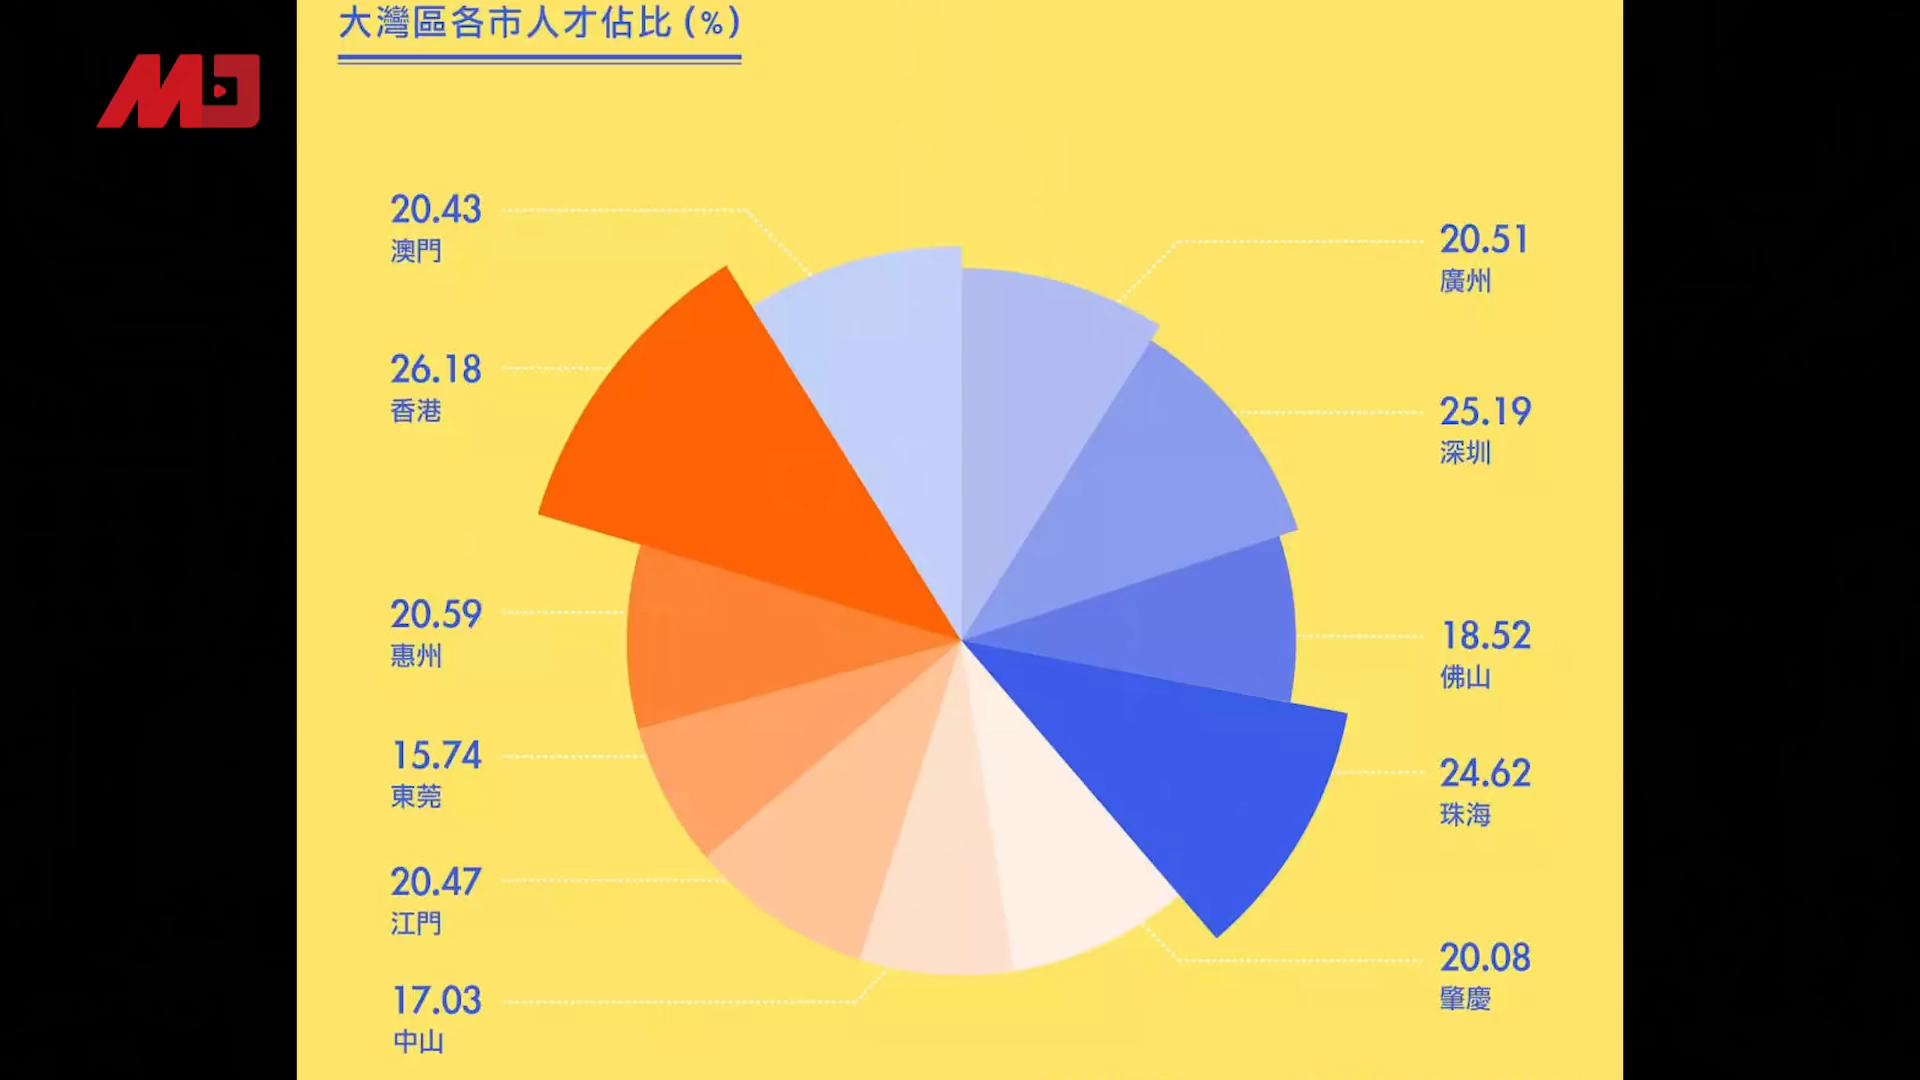 大灣區各市人才佔比(%)
MJ
20.43
澳門
26.18
香港
20.59
惠州
15.74
東莞
20.47
江門
17.03
中山
20.51
廣州
25.19
深圳
18.52
佛山
24.62
珠海
20.08
肇慶